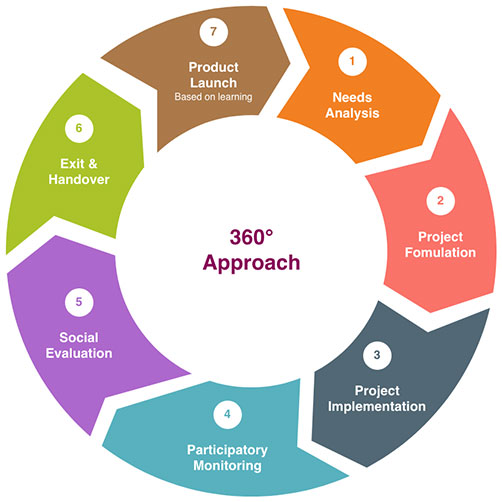 7
Product
Launch
Based on learning
1
Needs
Analysis
2
Project
Fomulation
3
Project
Implementation
4
Participatory
Monitoring
5
Social
Evaluation
6
Exit &
Handover
360°
Approach